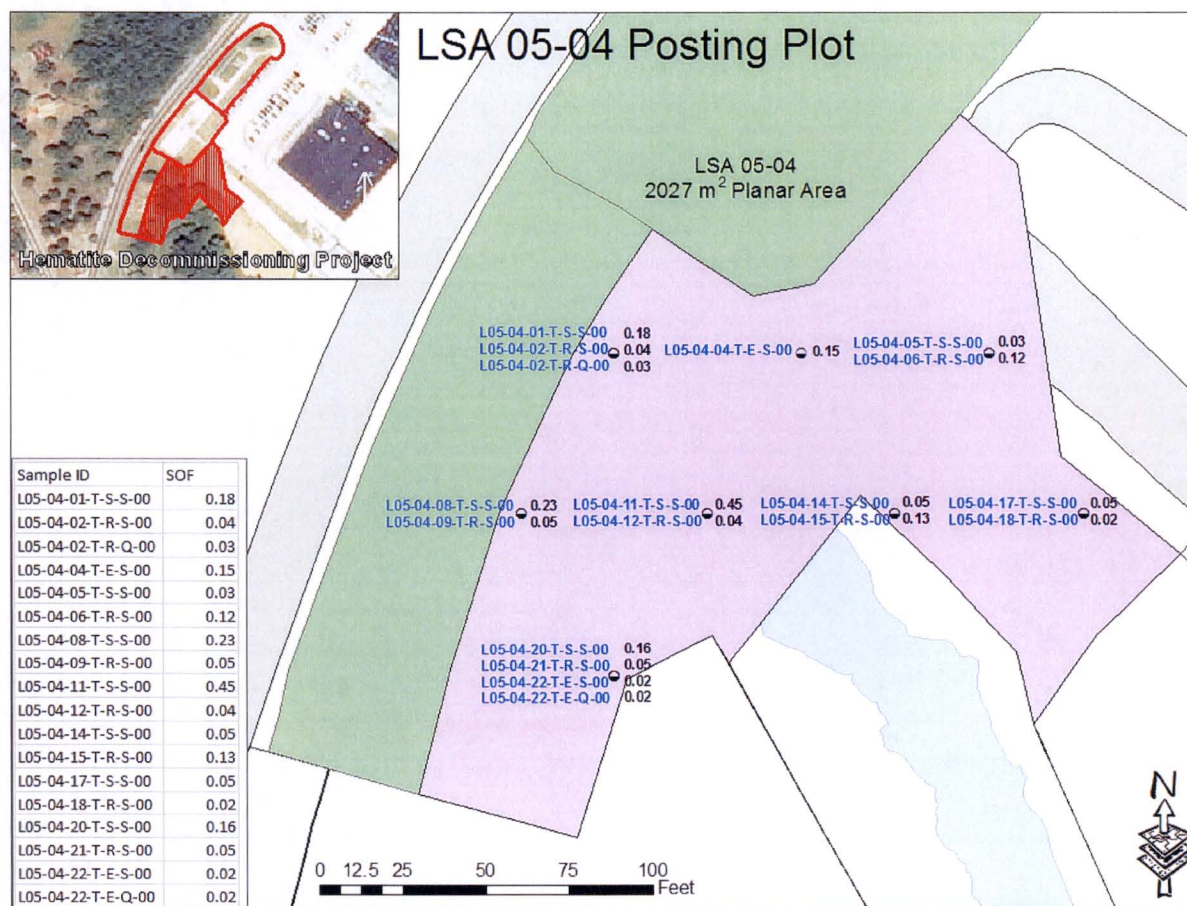 LSA 05-04 Posting Plot
Hematite Decommissioning Project
LSA 05-04
2027 m² Planar Area
L05-04-01-T-S-S-00 0.18
L05-04-02-T-R-S-00 0.04
L05-04-02-T-R-Q-00 0.03
L05-04-04-T-E-S-00 0.15
L05-04-05-T-S-S-00 0.03
L05-04-06-T-R-S-00 0.12
L05-04-08-T-S-S-00 0.23
L05-04-09-T-R-S-00 0.05
L05-04-11-T-S-S-00 0.45
L05-04-12-T-R-S-00 0.04
L05-04-14-T-S-S-00 0.05
L05-04-15-T-R-S-00 0.13
L05-04-17-T-S-S-00 0.05
L05-04-18-T-R-S-00 0.02
L05-04-20-T-S-S-00 0.16
L05-04-21-T-R-S-00 0.05
L05-04-22-T-E-S-00 0.02
L05-04-22-T-E-Q-00 0.02
Sample ID SOF
L05-04-01-T-S-S-00 0.18
L05-04-02-T-R-S-00 0.04
L05-04-02-T-R-Q-00 0.03
L05-04-04-T-E-S-00 0.15
L05-04-05-T-S-S-00 0.03
L05-04-06-T-R-S-00 0.12
L05-04-08-T-S-S-00 0.23
L05-04-09-T-R-S-00 0.05
L05-04-11-T-S-S-00 0.45
L05-04-12-T-R-S-00 0.04
L05-04-14-T-S-S-00 0.05
L05-04-15-T-R-S-00 0.13
L05-04-17-T-S-S-00 0.05
L05-04-18-T-R-S-00 0.02
L05-04-20-T-S-S-00 0.16
L05-04-21-T-R-S-00 0.05
L05-04-22-T-E-S-00 0.02
L05-04-22-T-E-Q-00 0.02
0 12.5 25 50 75 100
Feet
N